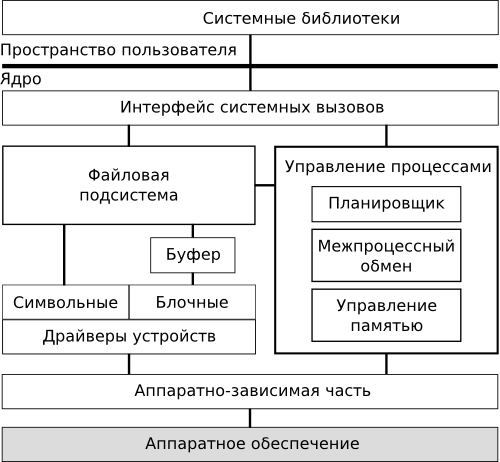 Системные библиотеки
Пространство пользователя
Ядро
Интерфейс системных вызовов
Файловая
подсистема
Управление процессами
Планировщик
Межпроцессный
обмен
Управление
памятью
Буфер
Символьные
Блочные
Драйверы устройств
Аппаратно-зависимая часть
Аппаратное обеспечение